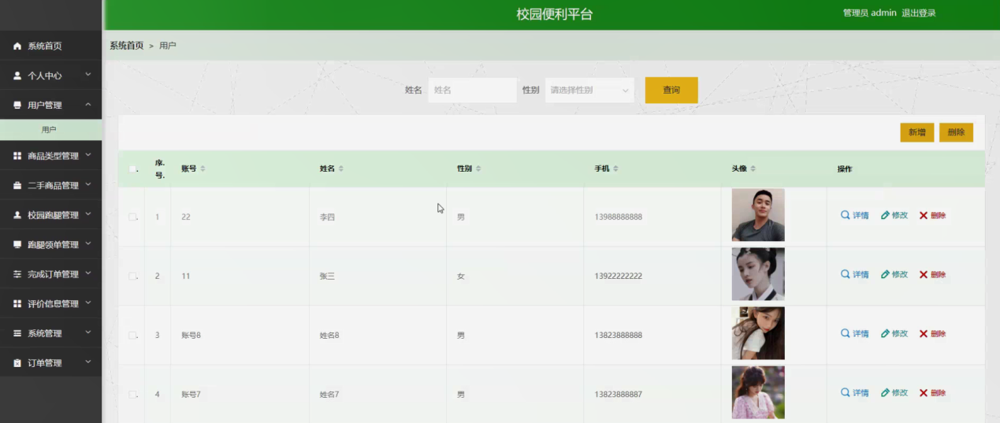 校园便利平台
管理员 admin 退出登录
系统首页
个人中心
用户管理
用户
商品类型管理
二手商品管理
校园跑腿管理
跑腿领单管理
完成订单管理
评价信息管理
系统管理
订单管理
系统首页 > 用户
姓名 姓名 性别 请选择性别 查询
新增 删除
序号. 账号 姓名 性别 手机 头像 操作
1 22 李四 男 13988888888 详情 修改 删除
2 11 张三 女 13922222222 详情 修改 删除
3 账号8 姓名8 男 13823888888 详情 修改 删除
4 账号7 姓名7 男 13823888887 详情 修改 删除